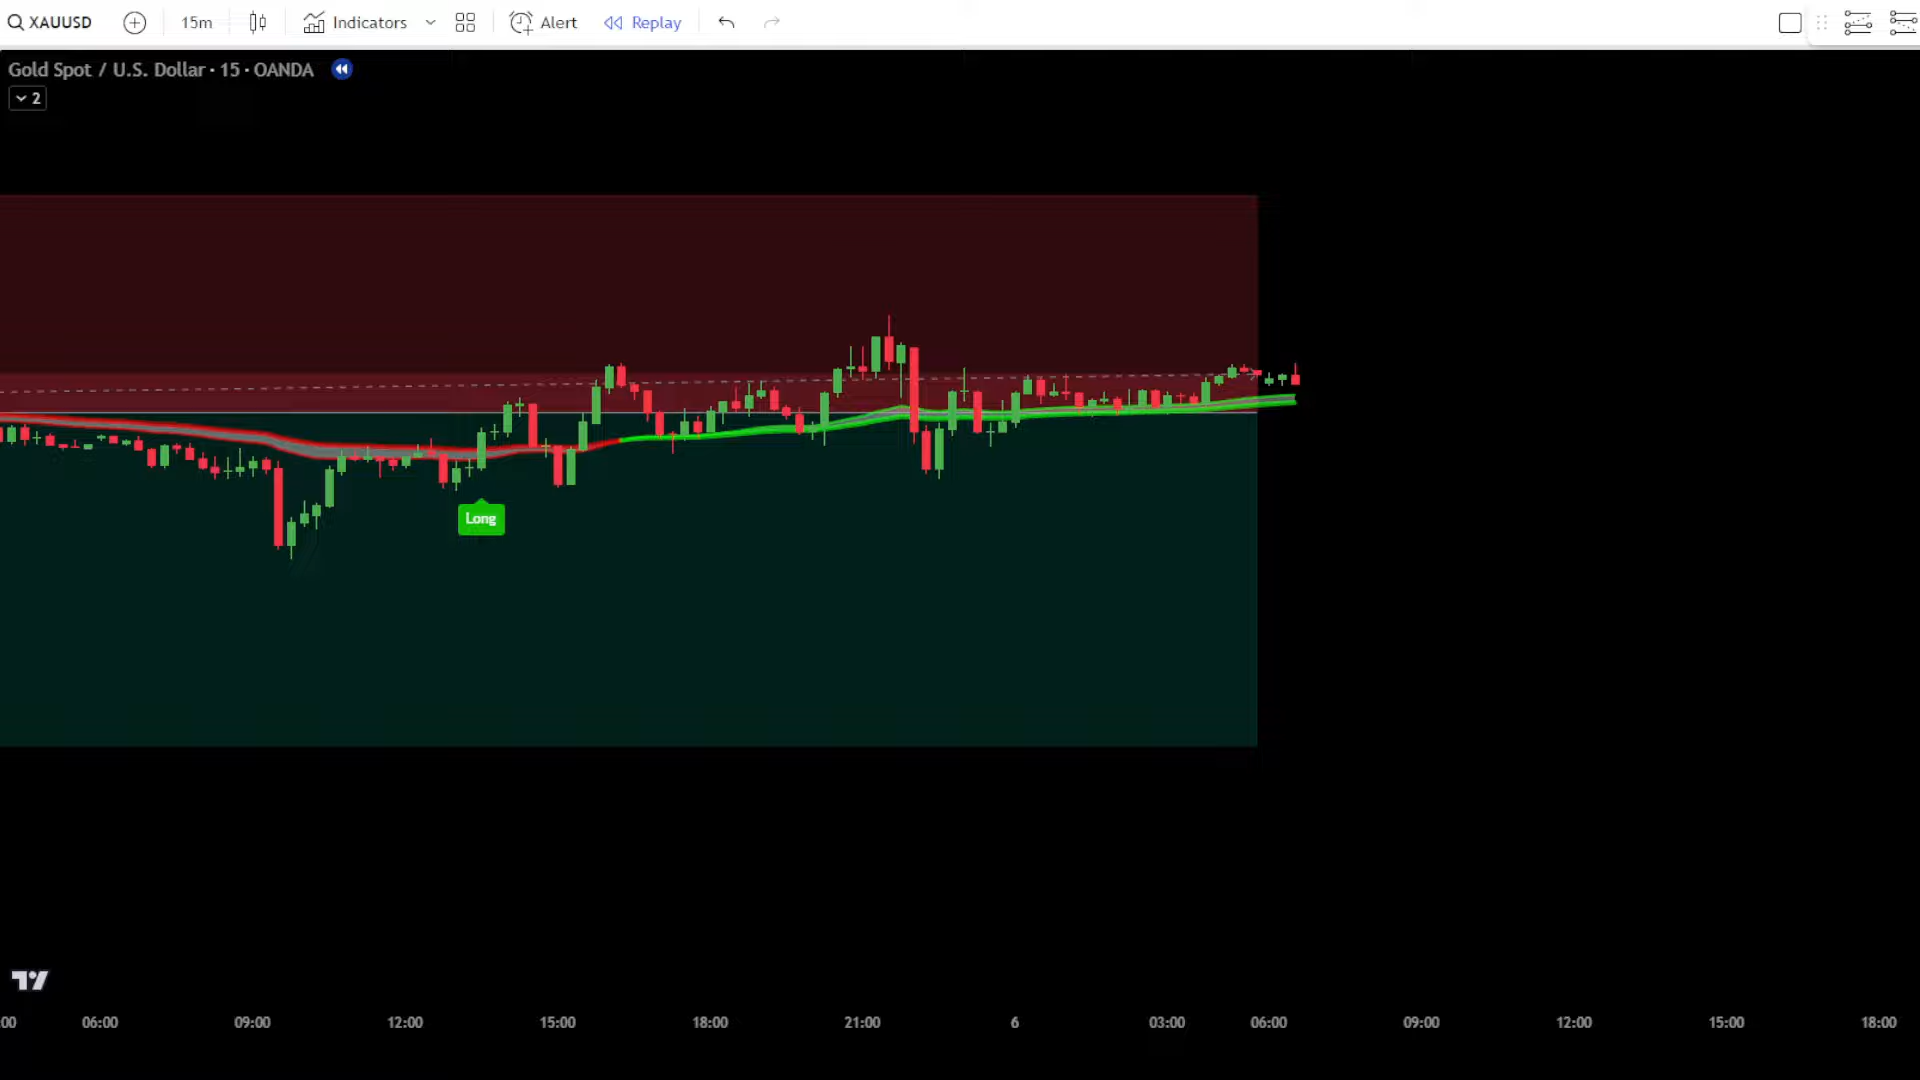 XAUUSD 15m Indicators Alert Replay
Gold Spot / U.S. Dollar · 15 · OANDA
2
Long
:00 06:00 09:00 12:00 15:00 18:00 21:00 6 03:00 06:00 09:00 12:00 15:00 18:00